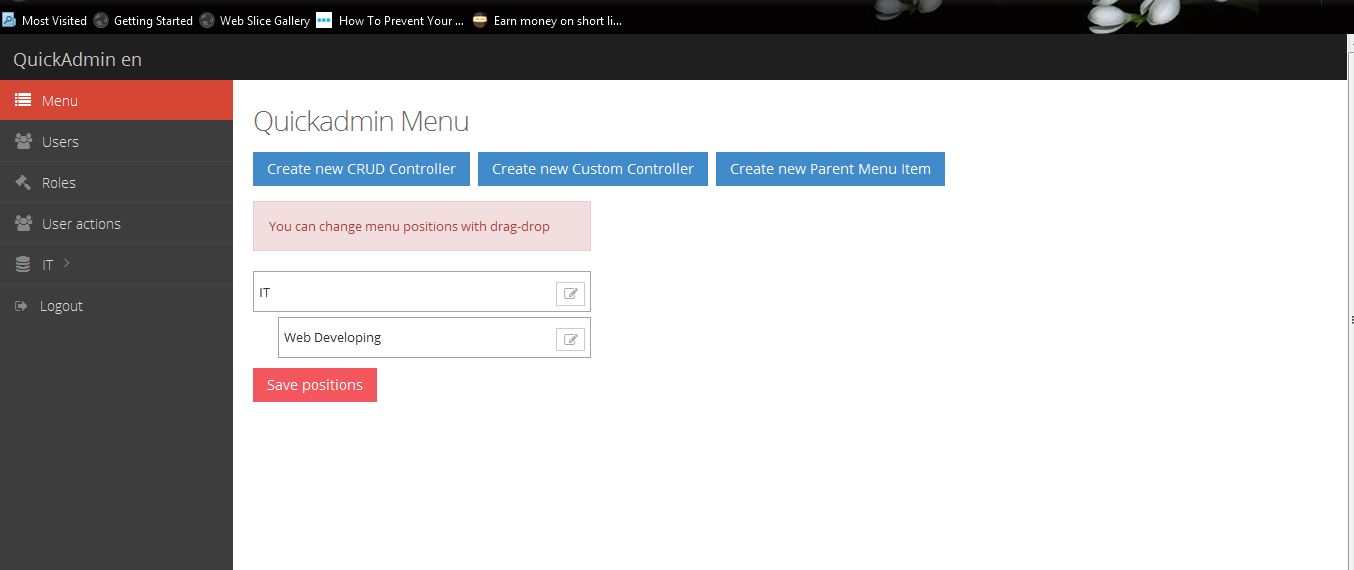 Most Visited Getting Started Web Slice Gallery How To Prevent Your ... Earn money on short li...
QuickAdmin en
Menu
Users
Roles
User actions
IT
Logout
Quickadmin Menu
Create new CRUD Controller Create new Custom Controller Create new Parent Menu Item
You can change menu positions with drag-drop
IT
Web Developing
Save positions